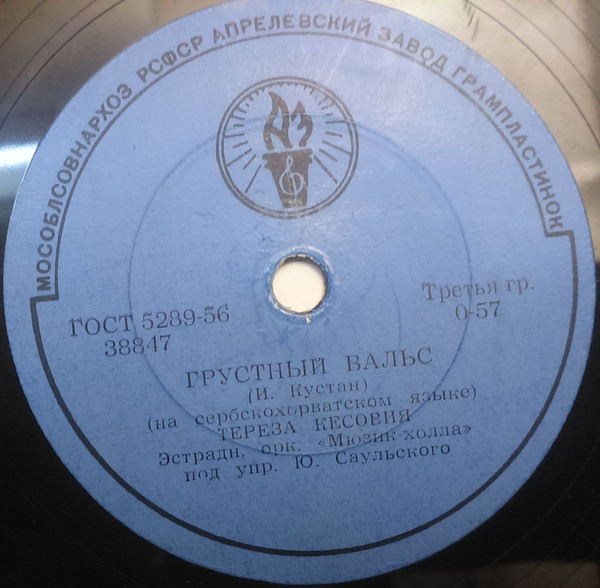 МОСОБЛСОВНАРХОЗ РСФСР АПРЕЛЕВСКИЙ ЗАВОД ГРАМПЛАСТИНОК
ГОСТ 5289-56
38847
Третья гр.
0-57
ГРУСТНЫЙ ВАЛЬС
(И. Кустан)
(на сербскохорватском языке)
ТЕРЕЗА КЕСОВИЯ
Эстрадн. орк. «Мюзик-холла»
под упр. Ю. Саульского